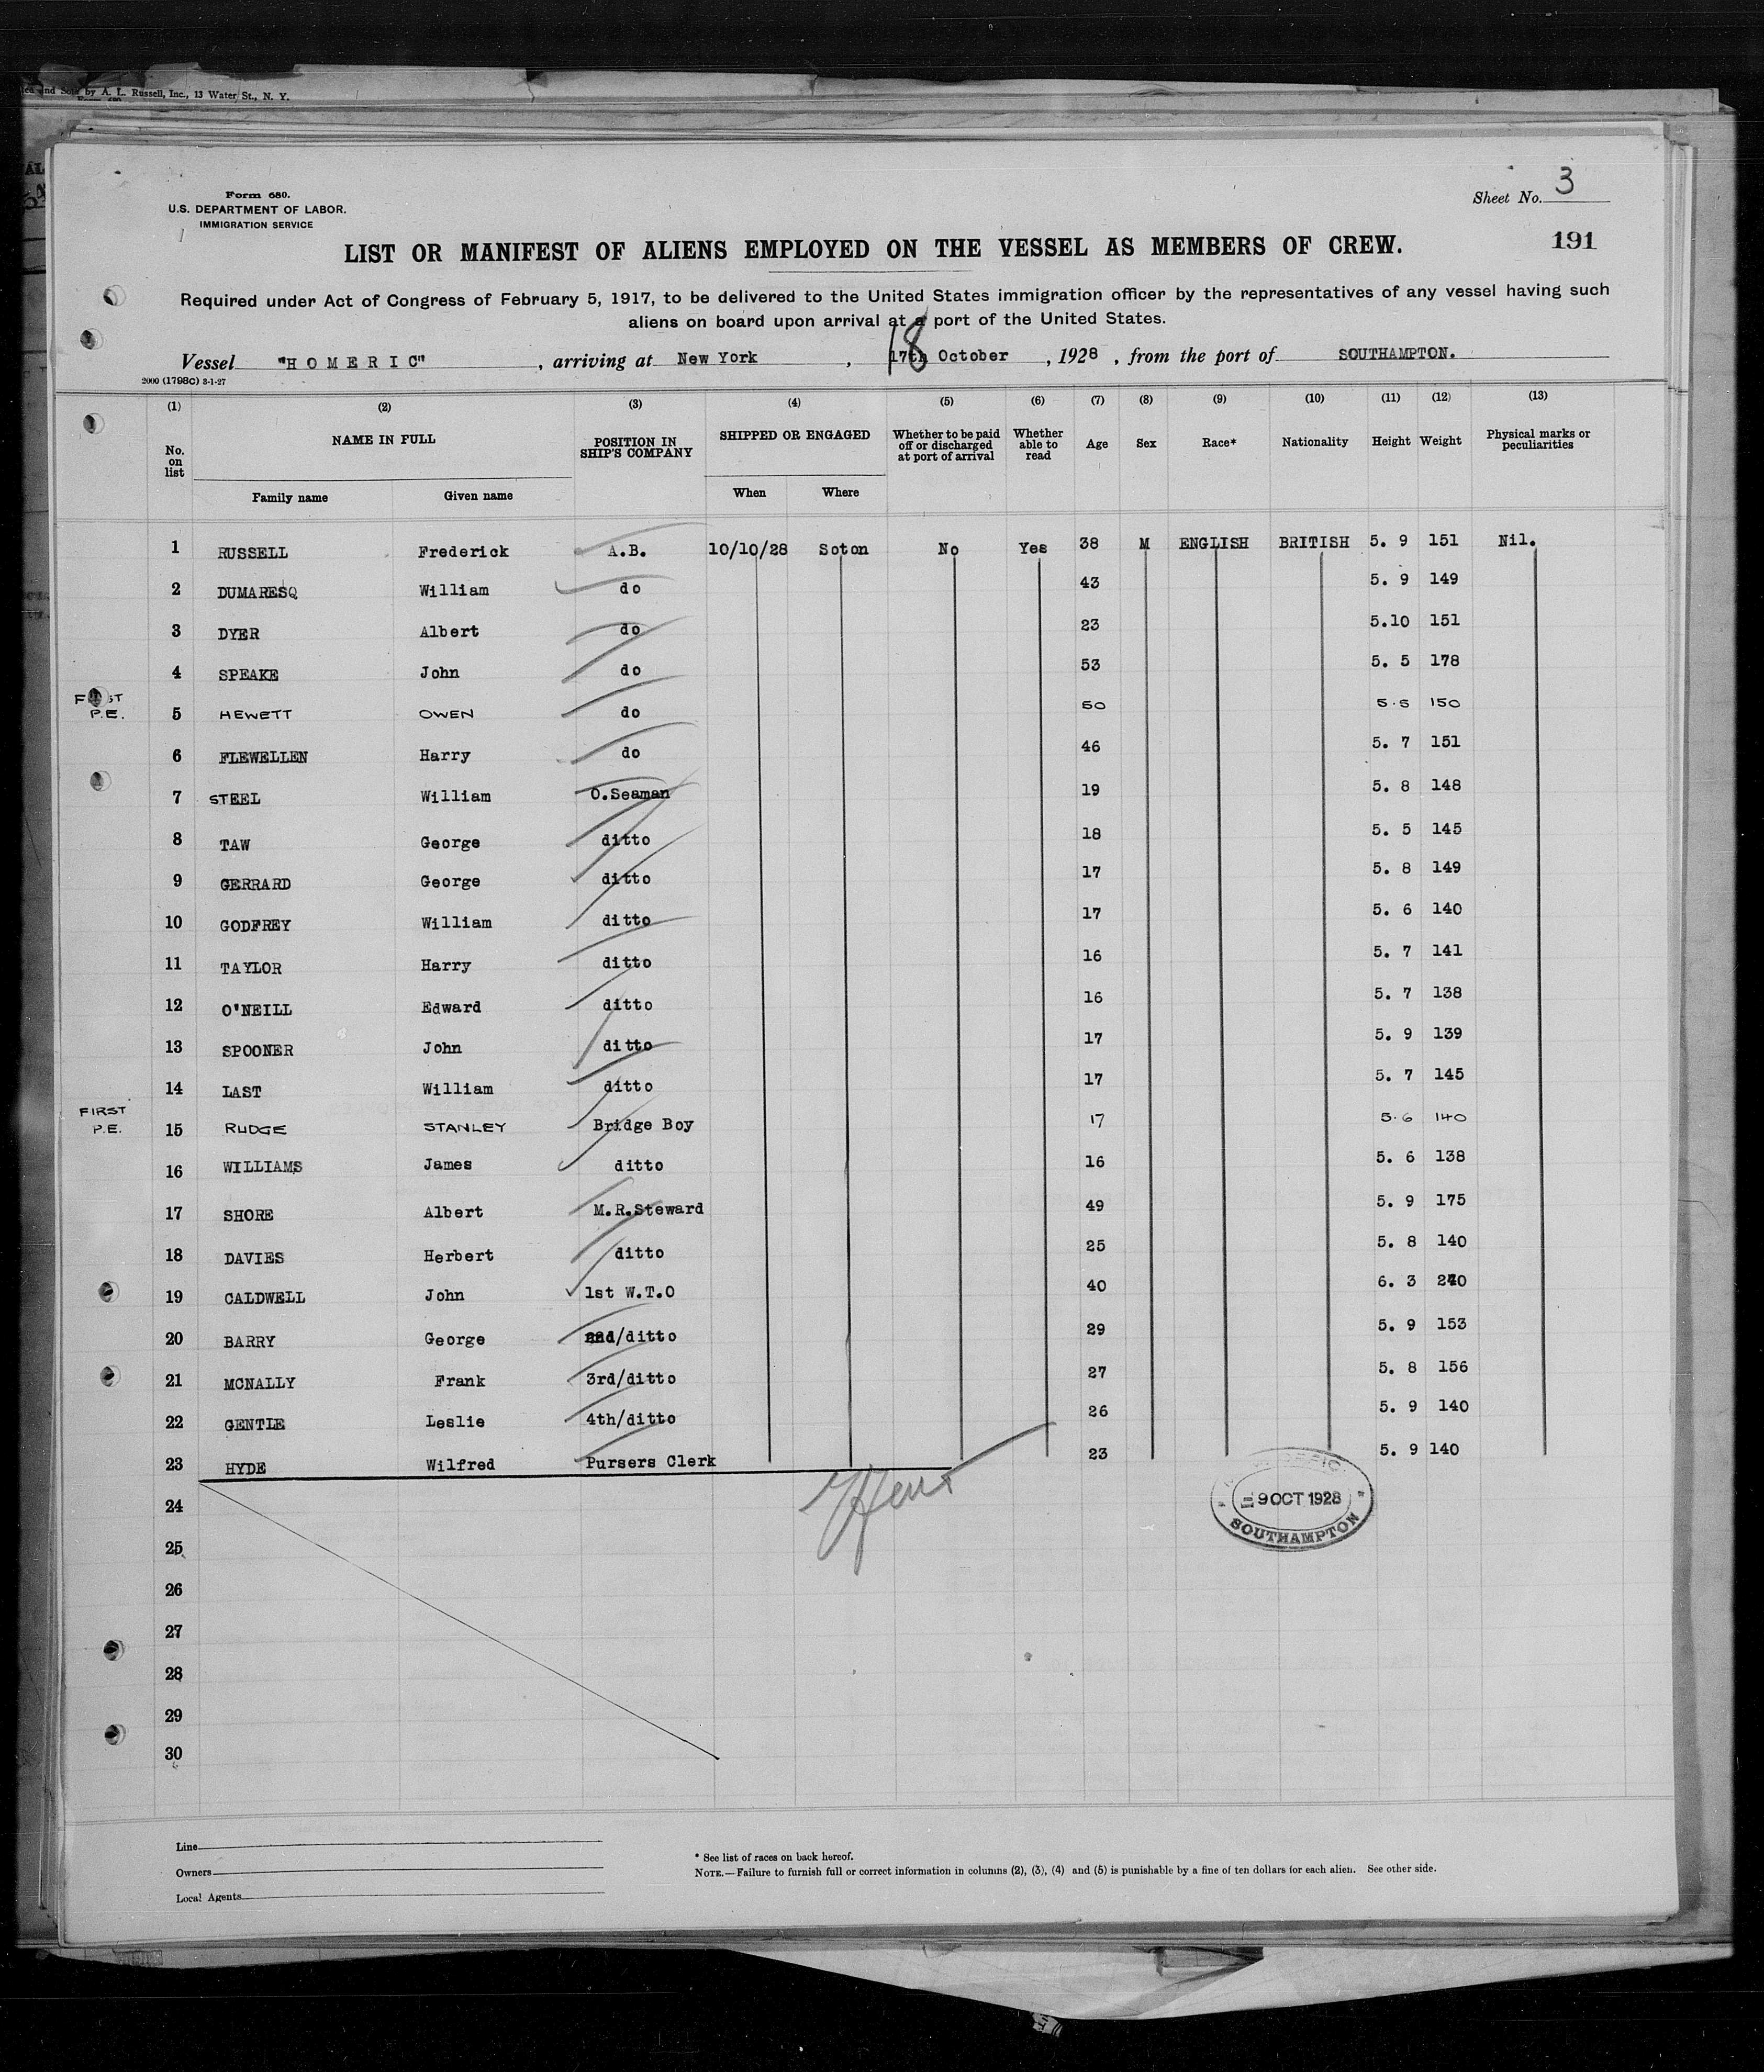 ed and Sold by A. L. Russell, Inc., 13 Water St., N. Y.
Form 680.
U.S. DEPARTMENT OF LABOR.
IMMIGRATION SERVICE
Sheet No. 3
191
LIST OR MANIFEST OF ALIENS EMPLOYED ON THE VESSEL AS MEMBERS OF CREW.
Required under Act of Congress of February 5, 1917, to be delivered to the United States immigration officer by the representatives of any vessel having such
aliens on board upon arrival at a port of the United States.
18
Vessel "HOMERIC", arriving at New York, 17th October, 1928, from the port of SOUTHAMPTON.
2000 (1798C) 3-1-27
(1) (2) (3) (4) (5) (6) (7) (8) (9) (10) (11) (12) (13)
No. on list NAME IN FULL POSITION IN SHIP'S COMPANY SHIPPED OR ENGAGED Whether to be paid off or discharged at port of arrival Whether able to read Age Sex Race* Nationality Height Weight Physical marks or peculiarities
Family name Given name When Where
1 RUSSELL Frederick A.B. 10/10/28 Soton No Yes 38 M ENGLISH BRITISH 5. 9 151 Nil.
2 DUMARESQ William do 43 5. 9 149
3 DYER Albert do 23 5.10 151
4 SPEAKE John do 53 5. 5 178
FIRST
P.E. 5 HEWETT OWEN do 50 5.5 150
6 FLEWELLEN Harry do 46 5. 7 151
7 STEEL William O.Seaman 19 5. 8 148
8 TAW George ditto 18 5. 5 145
9 GERRARD George ditto 17 5. 8 149
10 GODFREY William ditto 17 5. 6 140
11 TAYLOR Harry ditto 16 5. 7 141
12 O'NEILL Edward ditto 16 5. 7 138
13 SPOONER John ditto 17 5. 9 139
14 LAST William ditto 17 5. 7 145
FIRST
P.E. 15 RUDGE STANLEY Bridge Boy 17 5.6 140
16 WILLIAMS James ditto 16 5. 6 138
17 SHORE Albert M.R.Steward 49 5. 9 175
18 DAVIES Herbert ditto 25 5. 8 140
19 CALDWELL John 1st W.T.O 40 6. 3
20 BARRY George 2nd/ditto 29 5. 9 153
21 MCNALLY Frank 3rd/ditto 27 5. 8 156
22 GENTLE Leslie 4th/ditto 26 5. 9 140
23 HYDE Wilfred Pursers Clerk 23 5. 9 140
24
25
26
27
28
29
30
9 OCT 1928
SOUTHAMPTON
Line
Owners
Local Agents
* See list of races on back hereof.
NOTE.—Failure to furnish full or correct information in columns (2), (3), (4) and (5) is punishable by a fine of ten dollars for each alien. See other side.